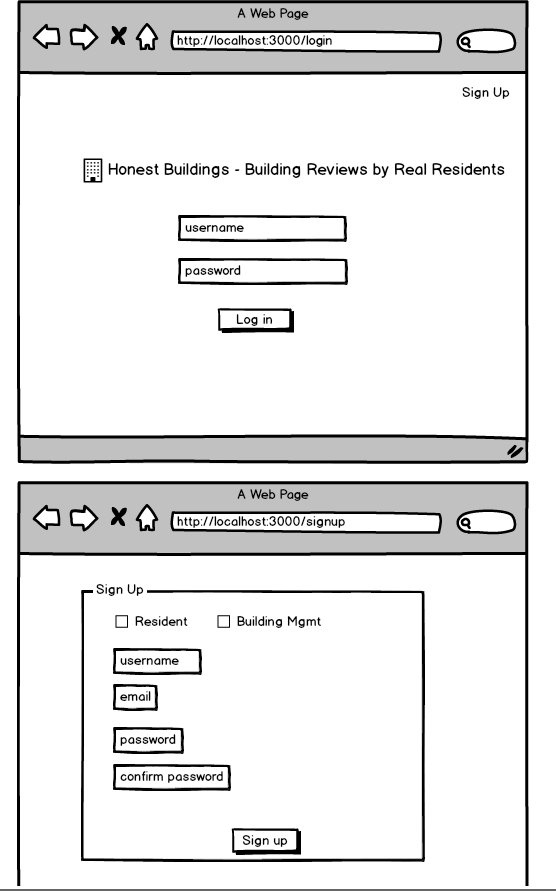 A Web Page
http://localhost:3000/login
Sign Up
Honest Buildings - Building Reviews by Real Residents
username
password
Log in
A Web Page
http://localhost:3000/signup
Sign Up
Resident Building Mgmt
username
email
password
confirm password
Sign up